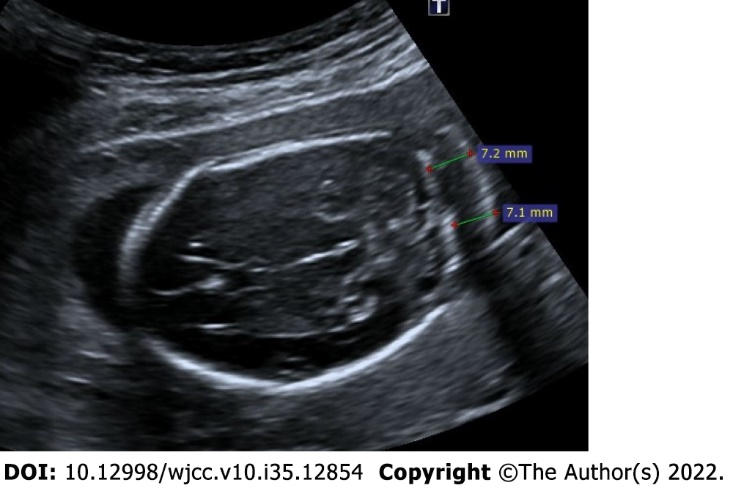 T
7.2 mm
7.1 mm
DOI: 10.12998/wjcc.v10.i35.12854 Copyright ©The Author(s) 2022.